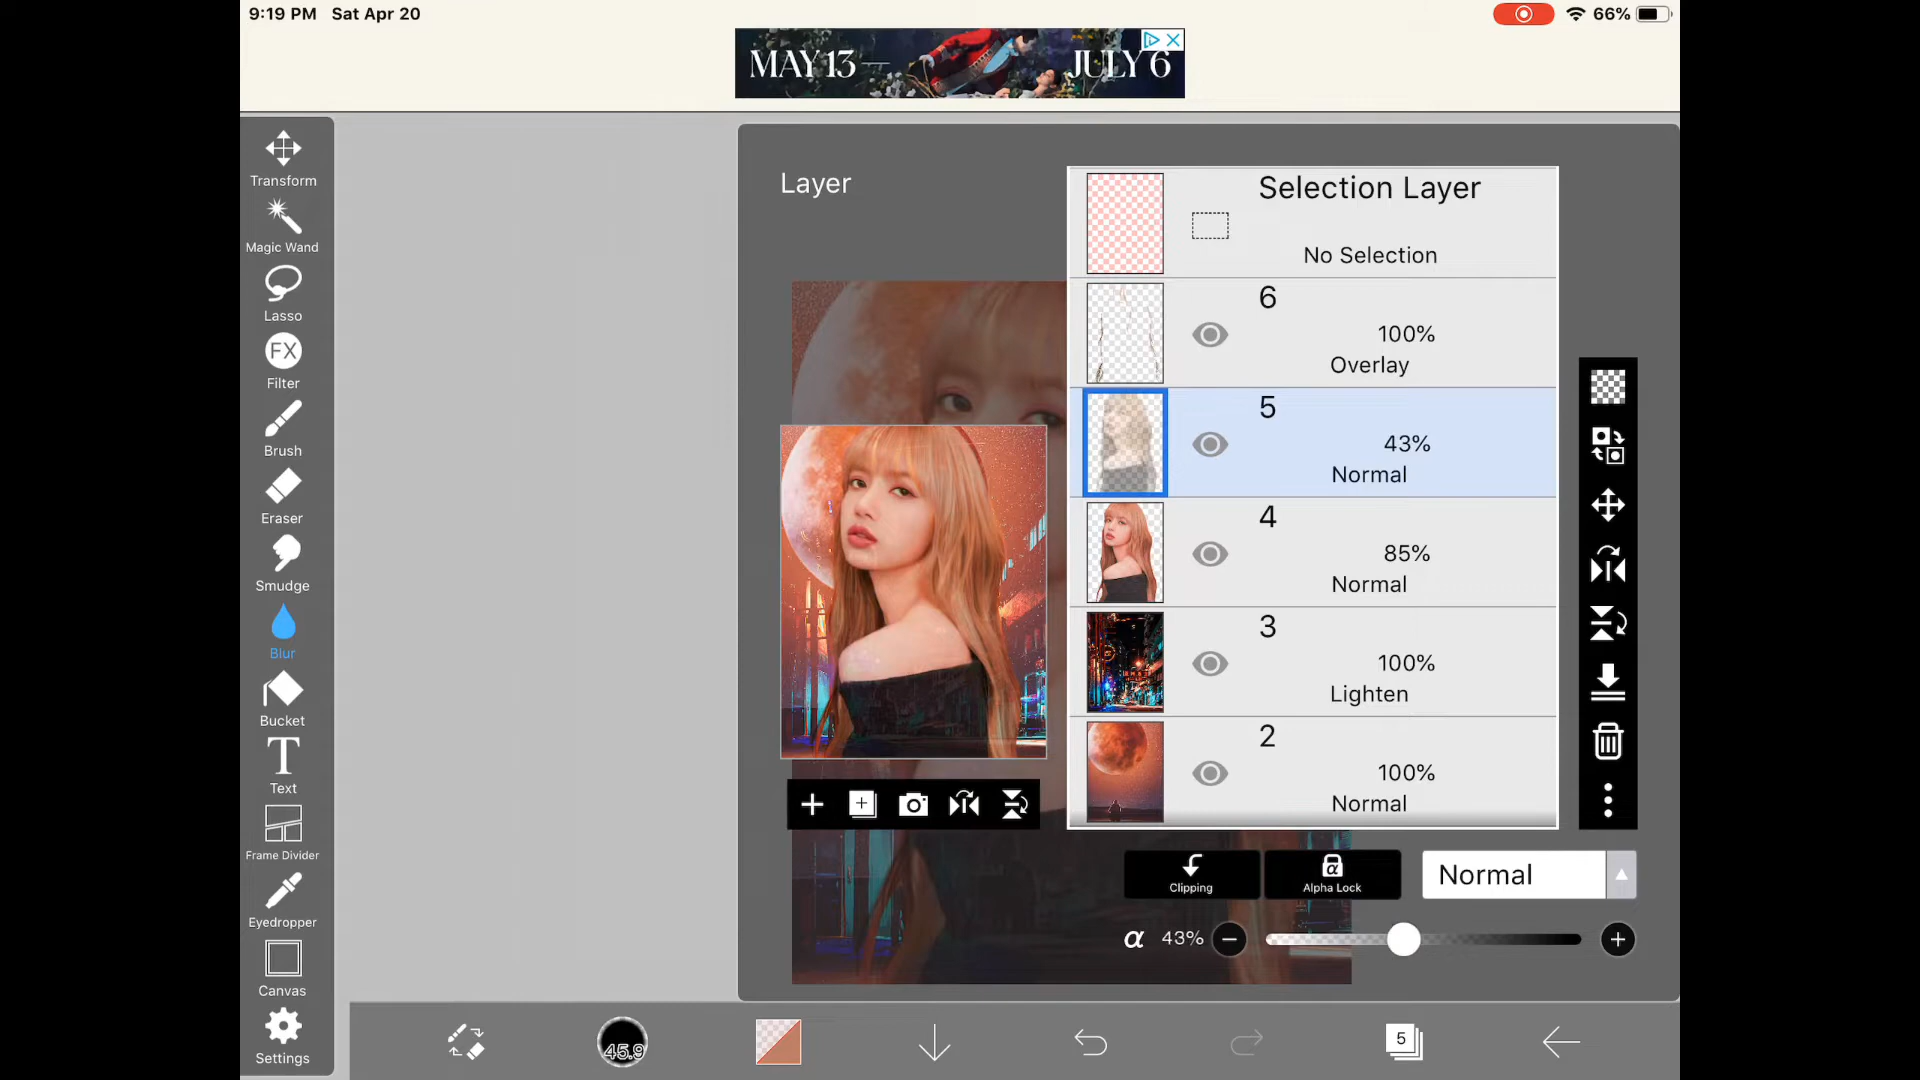 9:19 PM Sat Apr 20
66%
MAY 13 — JULY 6
Transform
Magic Wand
Lasso
FX
Filter
Brush
Eraser
Smudge
Blur
Bucket
T
Text
Frame Divider
Eyedropper
Canvas
Settings
Layer
Selection Layer
No Selection
6
100%
Overlay
5
43%
Normal
4
85%
Normal
3
100%
Lighten
2
100%
Normal
Clipping
α
Alpha Lock
Normal
α 43%
45.9
5